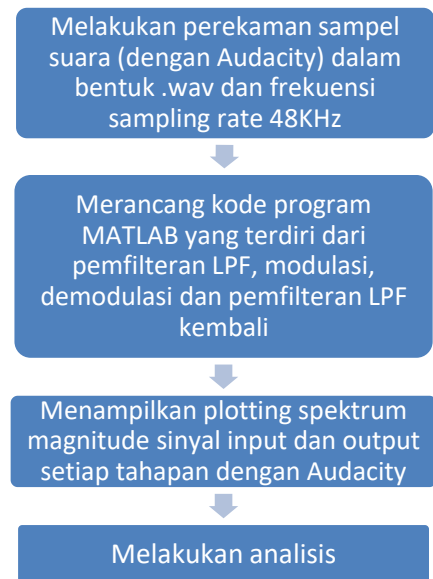 Melakukan perekaman sampel
suara (dengan Audacity) dalam
bentuk .wav dan frekuensi
sampling rate 48KHz
Merancang kode program
MATLAB yang terdiri dari
pemfilteran LPF, modulasi,
demodulasi dan pemfilteran LPF
kembali
Menampilkan plotting spektrum
magnitude sinyal input dan output
setiap tahapan dengan Audacity
Melakukan analisis